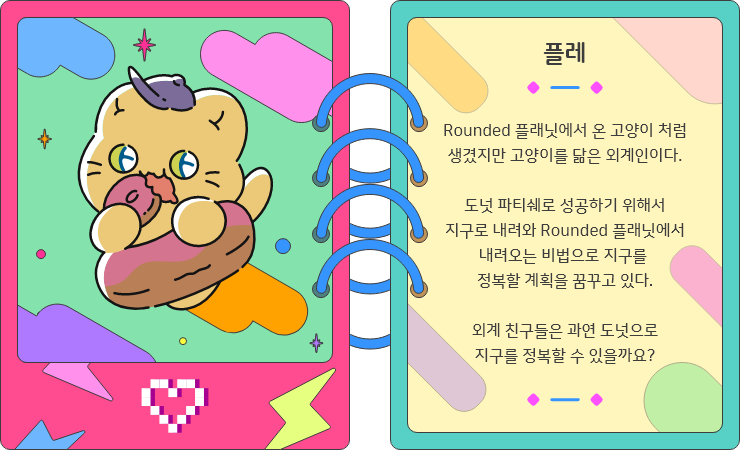 플레
Rounded 플래닛에서 온 고양이 처럼
생겼지만 고양이를 닮은 외계인이다.
도넛 파티쉐로 성공하기 위해서
지구로 내려와 Rounded 플래닛에서
내려오는 비법으로 지구를
정복할 계획을 꿈꾸고 있다.
외계 친구들은 과연 도넛으로
지구를 정복할 수 있을까요?